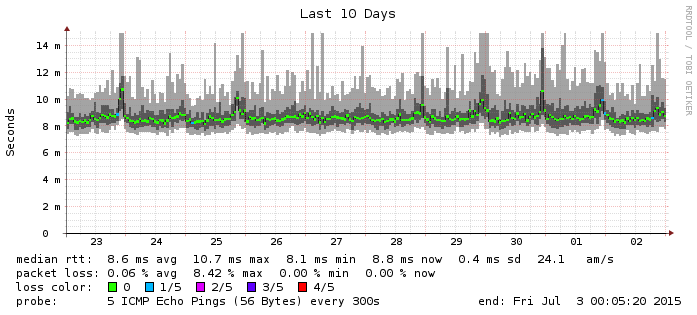 Last 10 Days
RRDTOOL / TOBI OETIKER
Seconds
14 m
12 m
10 m
8 m
6 m
4 m
2 m
0
23 24 25 26 27 28 29 30 01 02
median rtt: 8.6 ms avg 10.7 ms max 8.1 ms min 8.8 ms now 0.4 ms sd 24.1 am/s
packet loss: 0.06 % avg 8.42 % max 0.00 % min 0.00 % now
loss color: 0 1/5 2/5 3/5 4/5
probe: 5 ICMP Echo Pings (56 Bytes) every 300s end: Fri Jul 3 00:05:20 2015